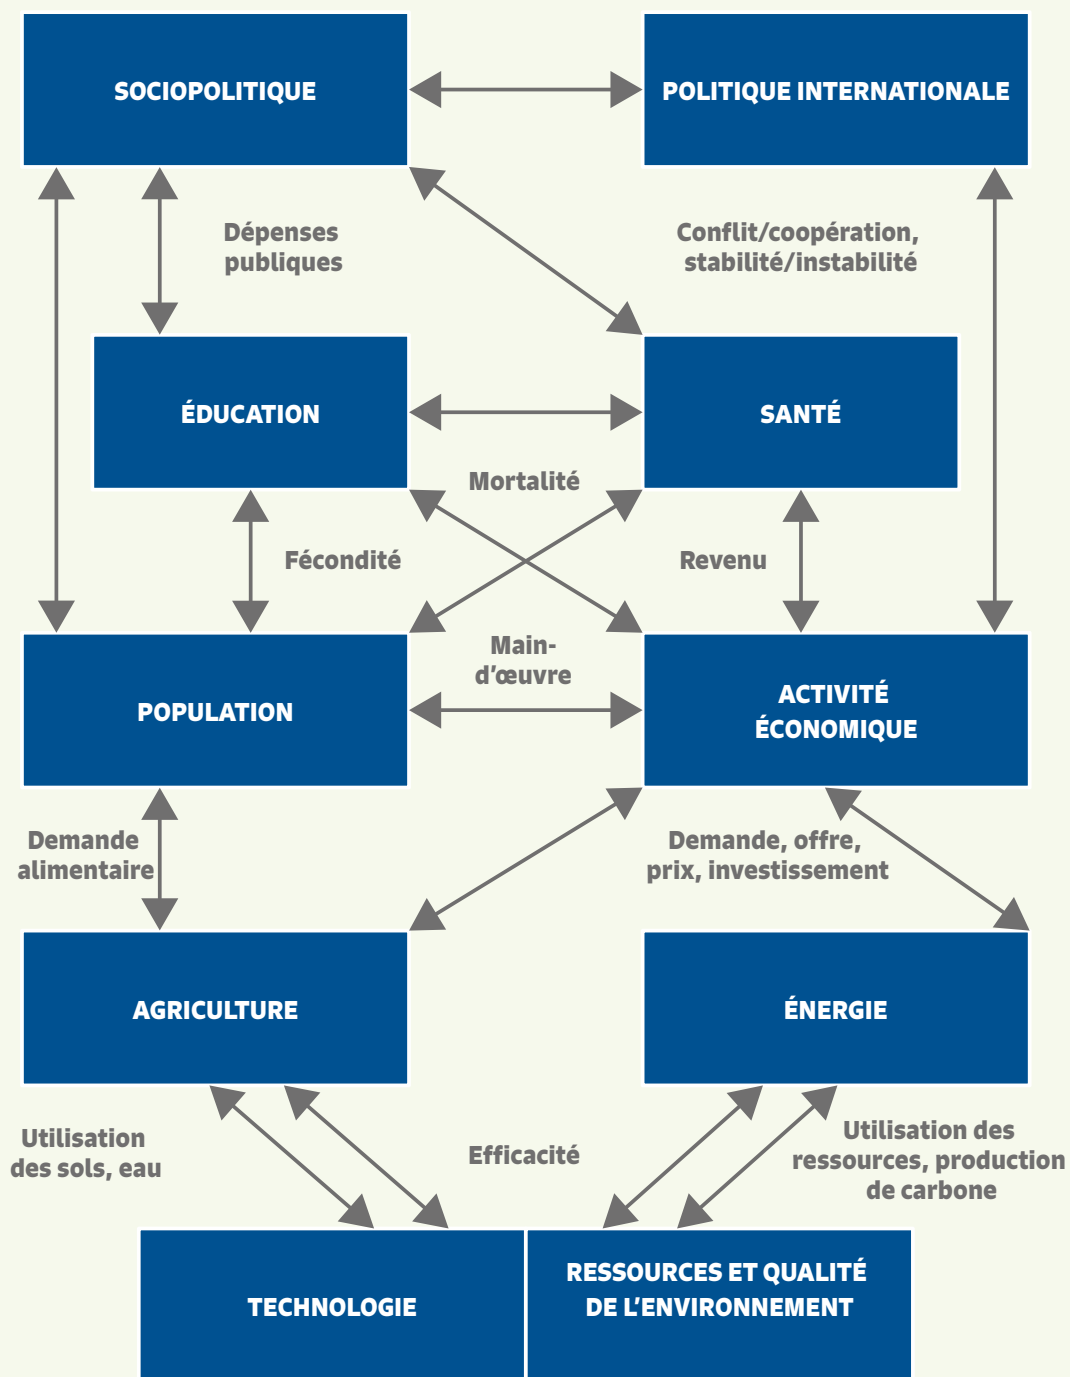 SOCIOPOLITIQUE
POLITIQUE INTERNATIONALE
Dépenses
publiques
Conflit/coopération,
stabilité/instabilité
ÉDUCATION
SANTÉ
Mortalité
Fécondité
Revenu
Main-
d’œuvre
POPULATION
ACTIVITÉ
ÉCONOMIQUE
Demande
alimentaire
Demande, offre,
prix, investissement
AGRICULTURE
ÉNERGIE
Utilisation
des sols, eau
Efficacité
Utilisation des
ressources, production
de carbone
TECHNOLOGIE
RESSOURCES ET QUALITÉ
DE L’ENVIRONNEMENT